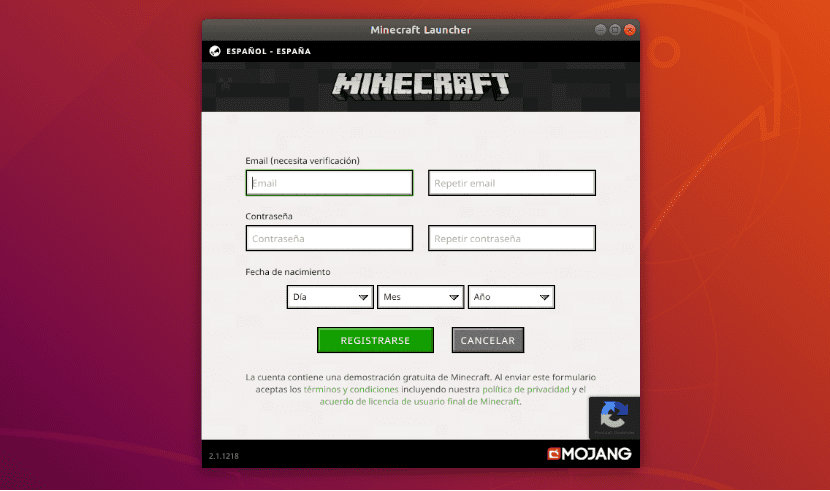 Minecraft Launcher
ESPAÑOL - ESPAÑA
MINECRAFT
Email (necesita verificación)
Email
Repetir email
Contraseña
Contraseña
Repetir contraseña
Fecha de nacimiento
Día
Mes
Año
REGISTRARSE
CANCELAR
La cuenta contiene una demostración gratuita de Minecraft. Al enviar este formulario
aceptas los términos y condiciones incluyendo nuestra política de privacidad y el
acuerdo de licencia de usuario final de Minecraft.
2.1.1218
MOJANG